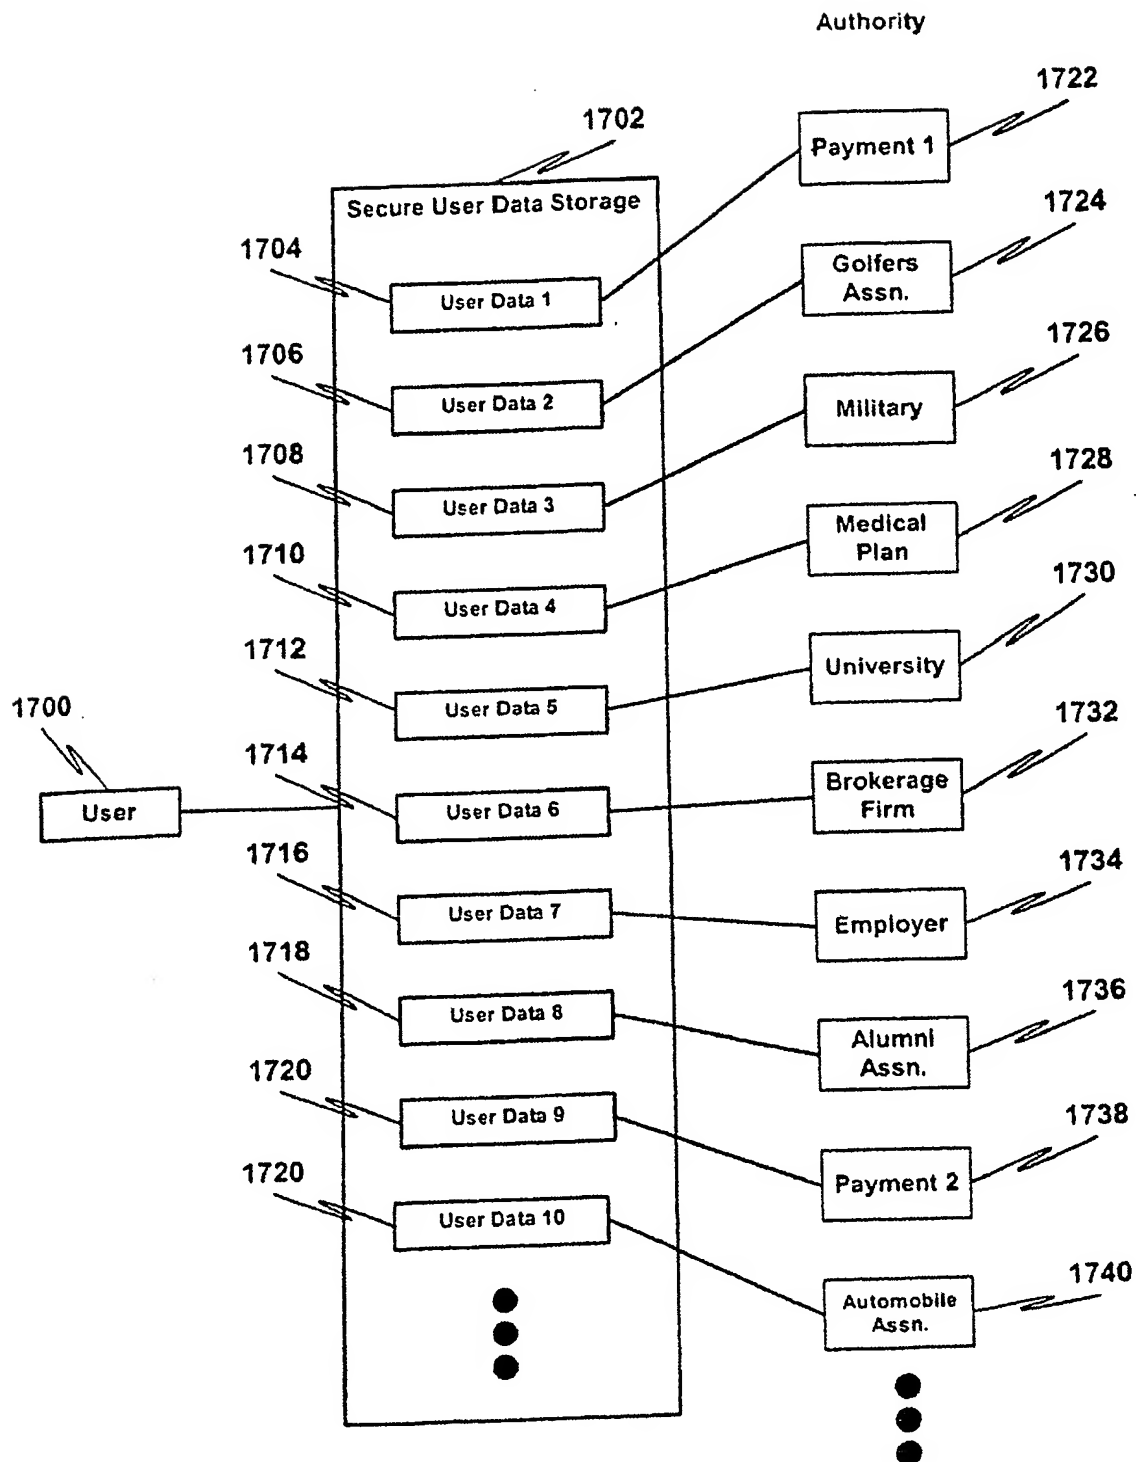 Authority
1722
1702
Payment 1
Secure User Data Storage
1724
1704
Golfers
Assn.
User Data 1
1706
1726
User Data 2
Military
1708
1728
User Data 3
Medical
Plan
1710
1730
User Data 4
University
1712
1700
User Data 5
1732
1714
Brokerage
Firm
User
User Data 6
1716
1734
User Data 7
Employer
1718
1736
User Data 8
Alumni
Assn.
1720
1738
User Data 9
Payment 2
1720
User Data 10
1740
Automobile
Assn.